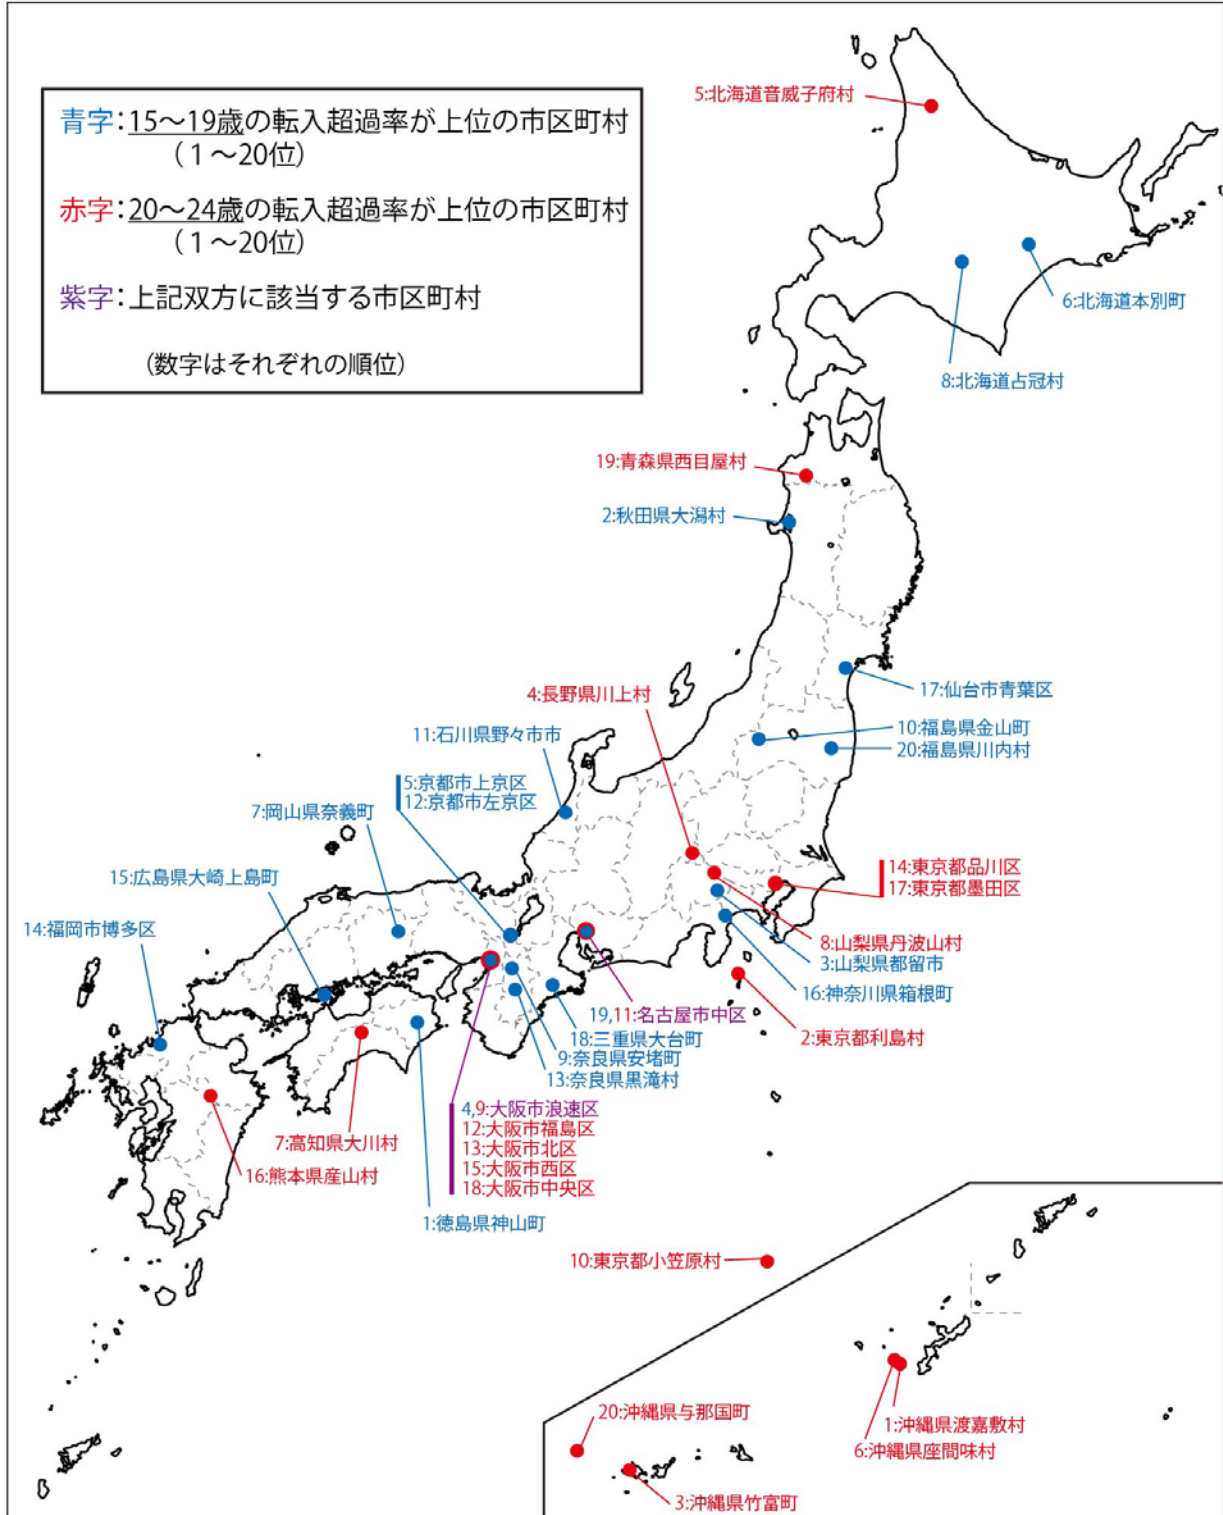 青字：15〜19歳の転入超過率が上位の市区町村
（１〜20位）
赤字：20〜24歳の転入超過率が上位の市区町村
（１〜20位）
紫字：上記双方に該当する市区町村
（数字はそれぞれの順位）
5:北海道音威子府村
6:北海道本別町
8:北海道占冠村
19:青森県西目屋村
2:秋田県大潟村
17:仙台市青葉区
4:長野県川上村
10:福島県金山町
20:福島県川内村
11:石川県野々市市
5:京都市上京区
12:京都市左京区
7:岡山県奈義町
15:広島県大崎上島町
14:福岡市博多区
14:東京都品川区
17:東京都墨田区
8:山梨県丹波山村
3:山梨県都留市
16:神奈川県箱根町
2:東京都利島村
19,11:名古屋市中区
18:三重県大台町
9:奈良県安堵町
13:奈良県黒滝村
4,9:大阪市浪速区
12:大阪市福島区
13:大阪市北区
15:大阪市西区
18:大阪市中央区
7:高知県大川村
16:熊本県産山村
1:徳島県神山町
10:東京都小笠原村
20:沖縄県与那国町
1:沖縄県渡嘉敷村
6:沖縄県座間味村
3:沖縄県竹富町